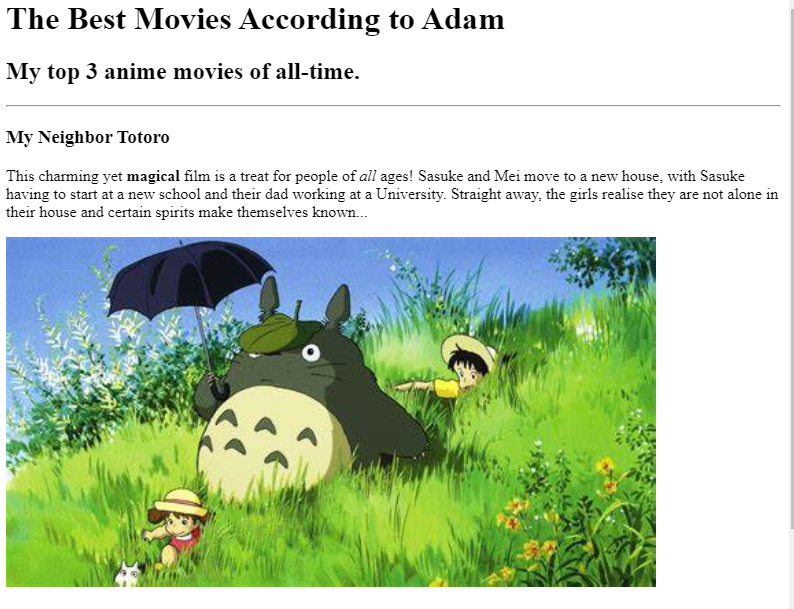 The Best Movies According to Adam
My top 3 anime movies of all-time.
My Neighbor Totoro
This charming yet magical film is a treat for people of all ages! Sasuke and Mei move to a new house, with Sasuke
having to start at a new school and their dad working at a University. Straight away, the girls realise they are not alone in
their house and certain spirits make themselves known...